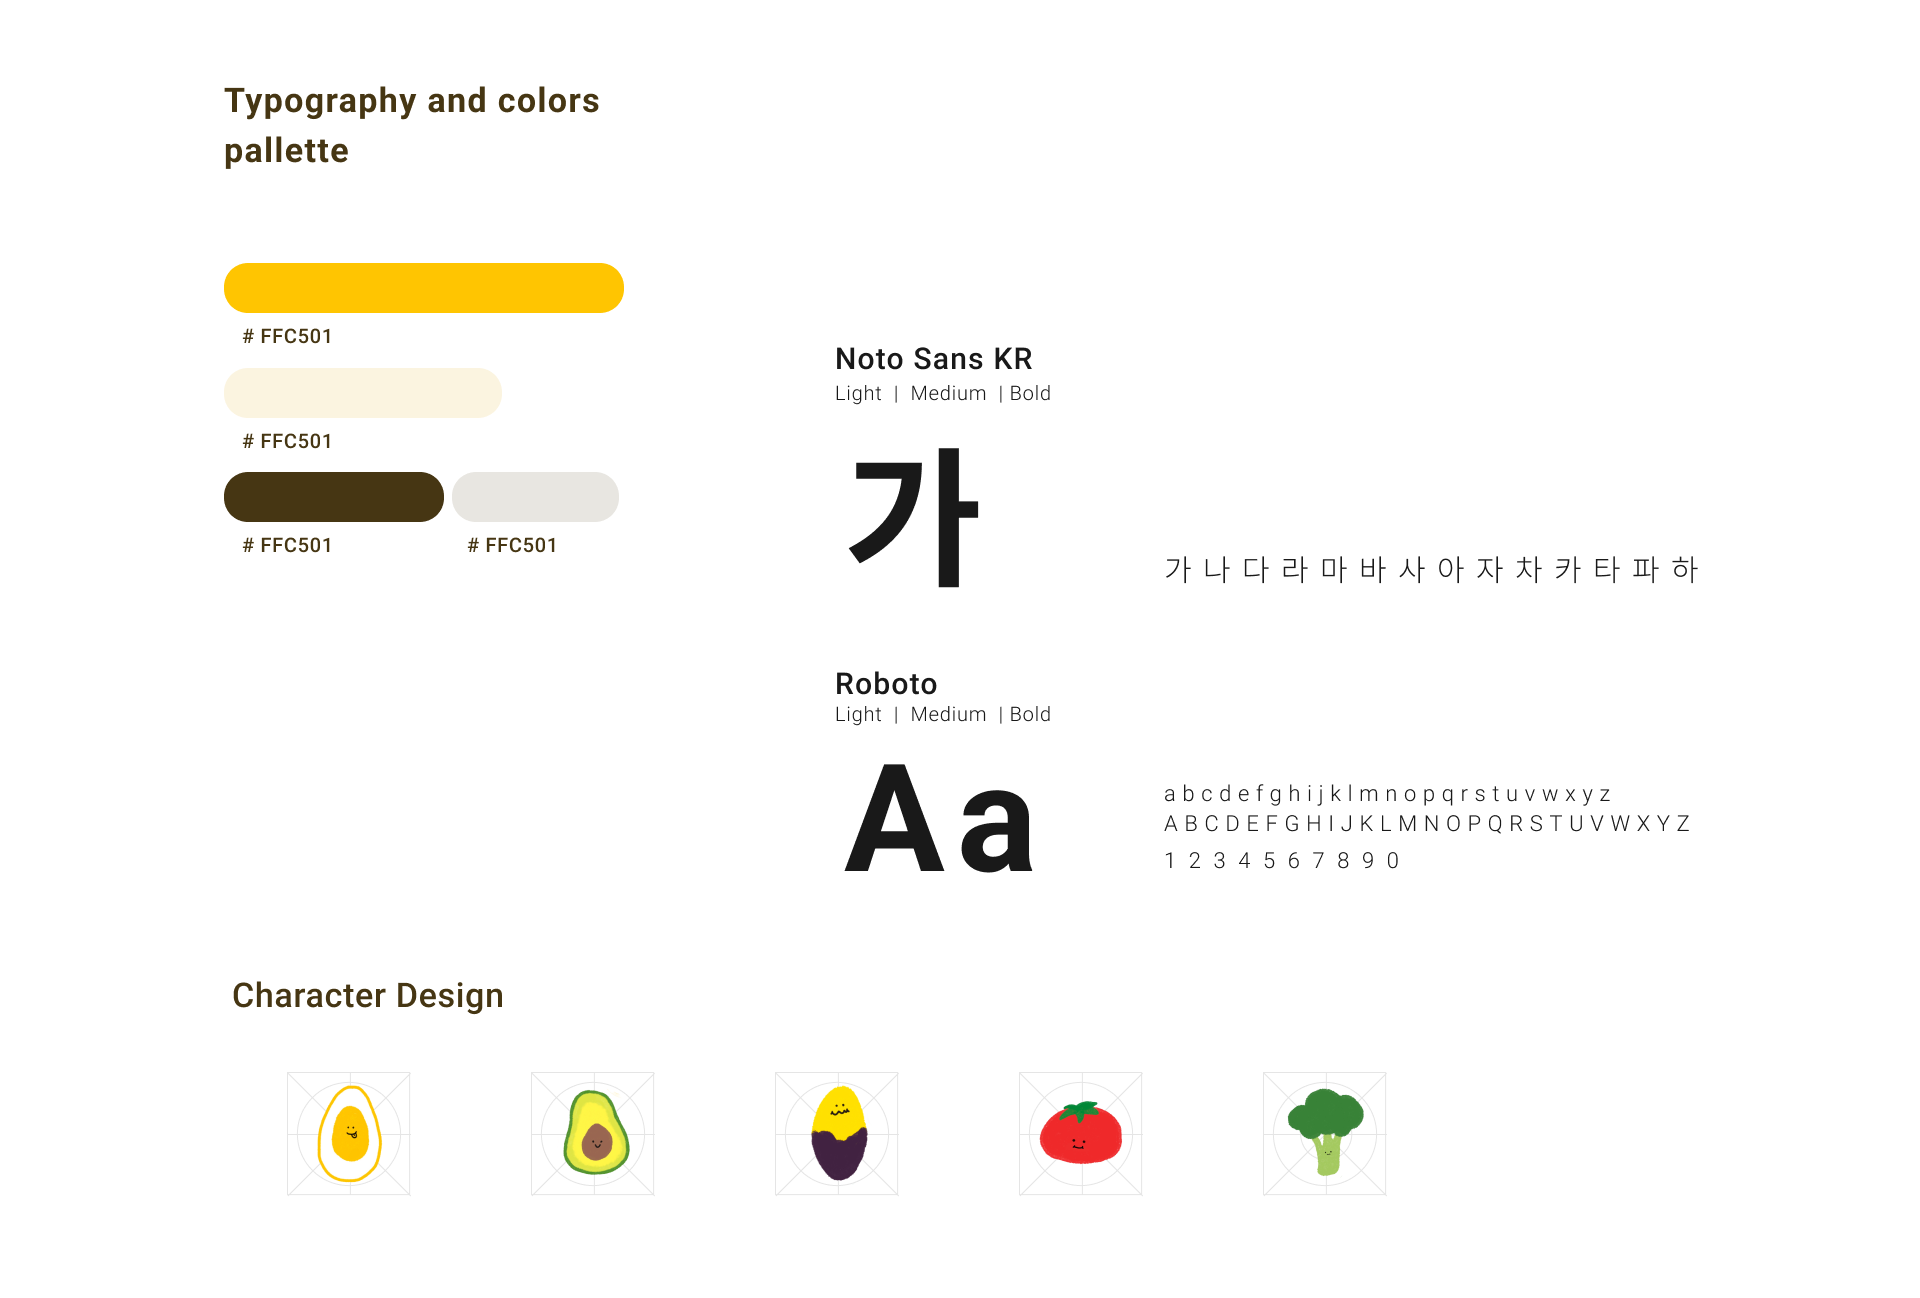 Typography and colors
pallette
# FFC501
# FFC501
# FFC501
# FFC501
Noto Sans KR
Light | Medium | Bold
가
가 나 다 라 마 바 사 아 자 차 카 타 파 하
Roboto
Light | Medium | Bold
A a
a b c d e f g h i j k l m n o p q r s t u v w x y z
A B C D E F G H I J K L M N O P Q R S T U V W X Y Z
1 2 3 4 5 6 7 8 9 0
Character Design